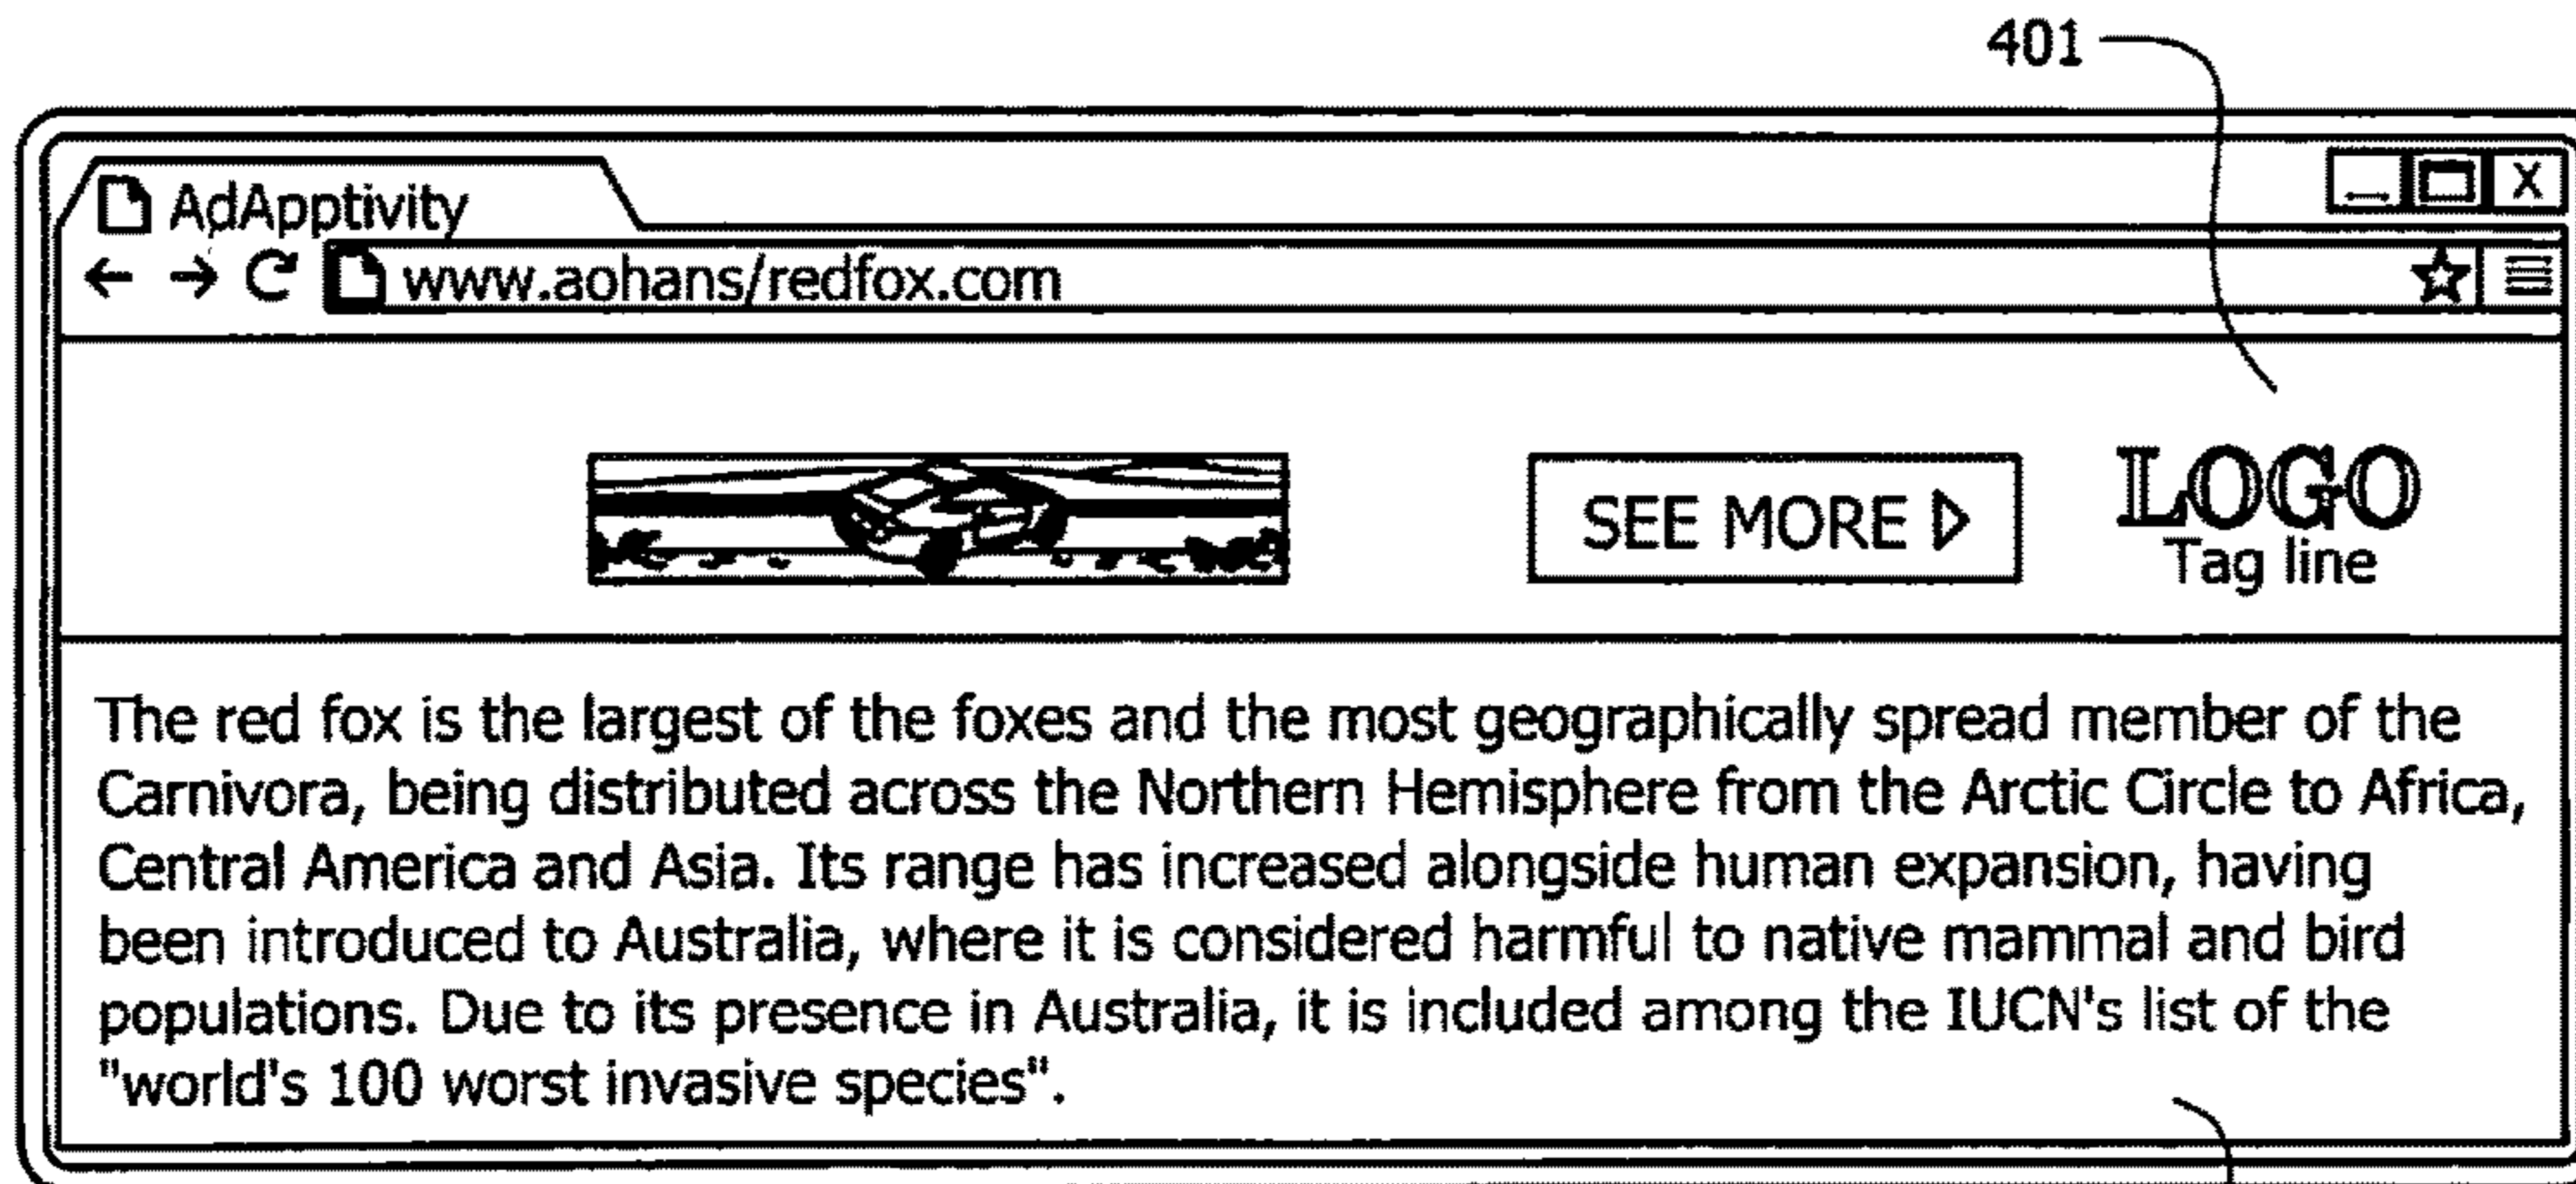 401
AdApptivity
X
www.aohans/redfox.com
SEE MORE
LOGO
Tag line
The red fox is the largest of the foxes and the most geographically spread member of the
Carnivora, being distributed across the Northern Hemisphere from the Arctic Circle to Africa,
Central America and Asia. Its range has increased alongside human expansion, having
been introduced to Australia, where it is considered harmful to native mammal and bird
populations. Due to its presence in Australia, it is included among the IUCN's list of the
"world's 100 worst invasive species".